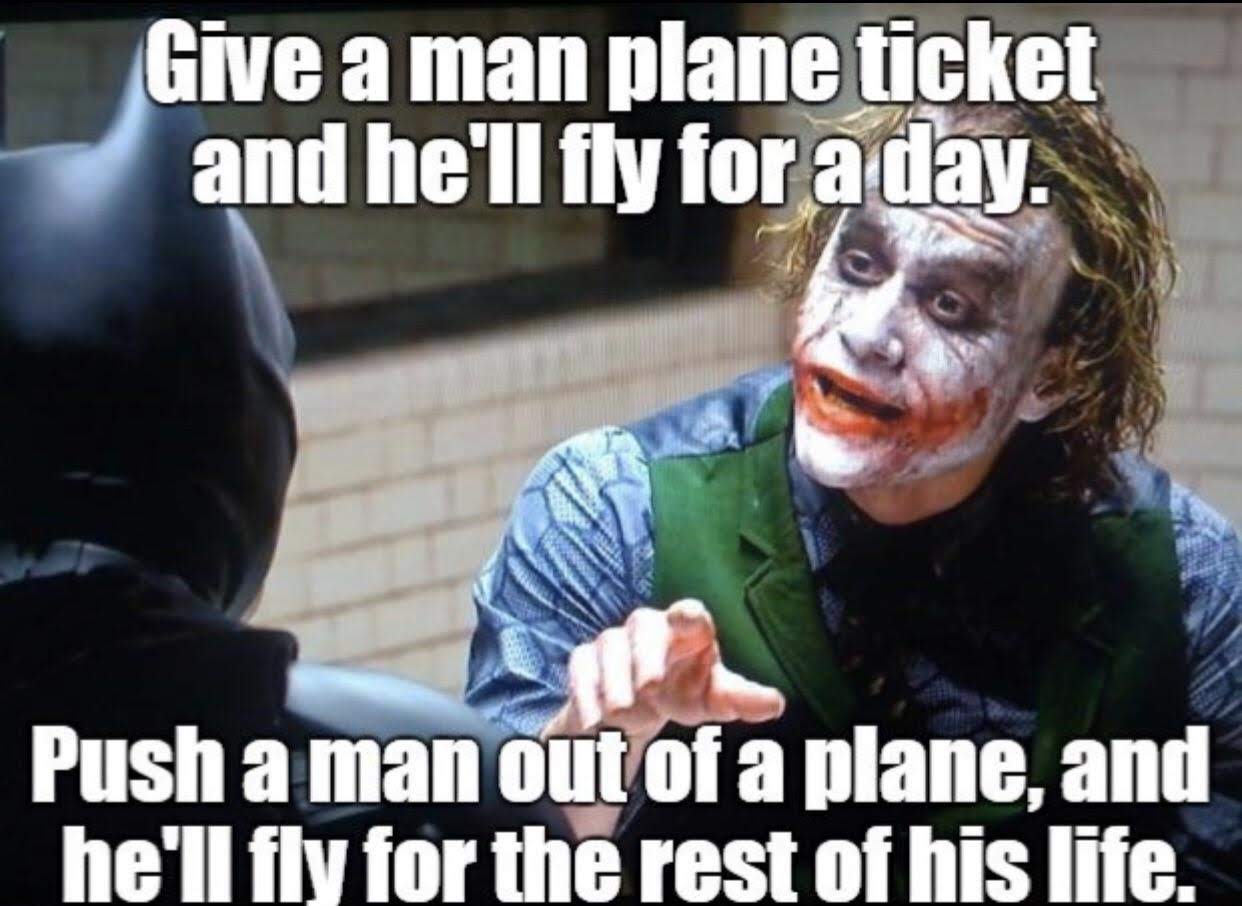 Give a man plane ticket
and he'll fly for a day.
Push a man out of a plane, and
he'll fly for the rest of his life.